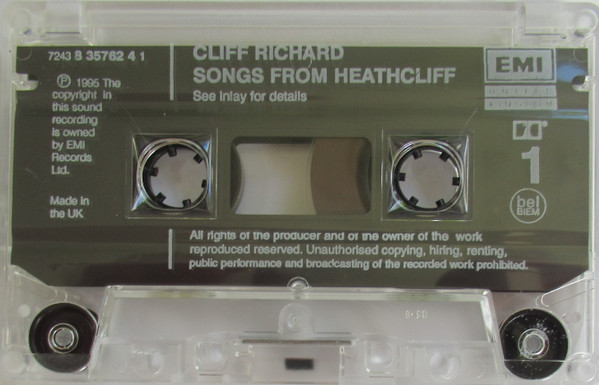 7243 8 35762 4 1
CLIFF RICHARD
SONGS FROM HEATHCLIFF
See inlay for details
EMI
℗ 1995 The
copyright in
this sound
recording
is owned
by EMI
Records
Ltd.
Made in
the UK
1
bel
BIEM
All rights of the producer and of the owner of the work
reproduced reserved. Unauthorised copying, hiring, renting,
public performance and broadcasting of the recorded work prohibited.